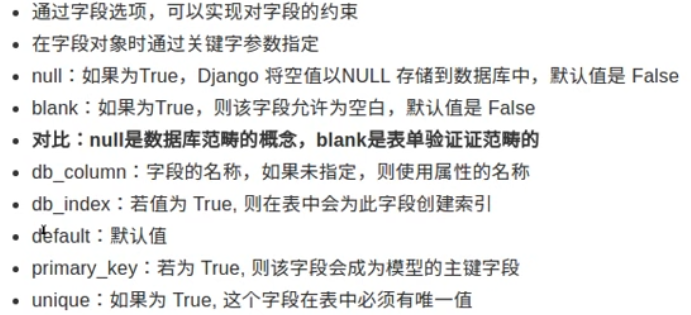 通过字段选项，可以实现对字段的约束
在字段对象时通过关键字参数指定
null：如果为True，Django 将空值以NULL 存储到数据库中，默认值是 False
blank：如果为True，则该字段允许为空白，默认值是 False
对比：null是数据库范畴的概念，blank是表单验证证范畴的
db_column：字段的名称，如果未指定，则使用属性的名称
db_index：若值为 True, 则在表中会为此字段创建索引
default：默认值
primary_key：若为 True, 则该字段会成为模型的主键字段
unique：如果为 True, 这个字段在表中必须有唯一值